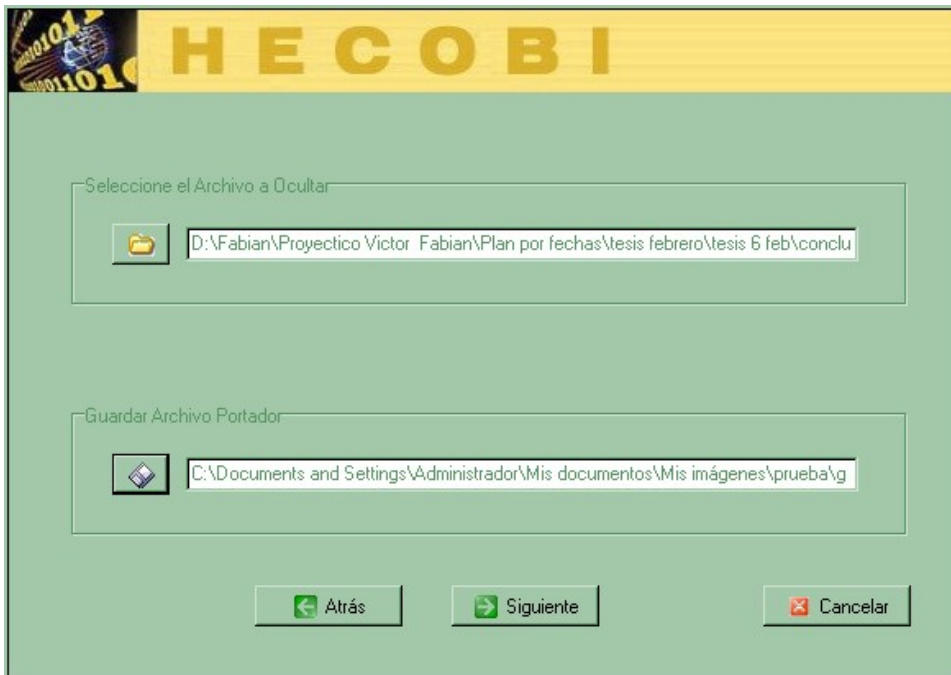 HECOBI
Seleccione el Archivo a Ocultar
D:\Fabian\Proyectico Victor  Fabian\Plan por fechas\tesis febrero\tesis 6 feb\conclu
Guardar Archivo Portador
C:\Documents and Settings\Administrador\Mis documentos\Mis imágenes\prueba\g
Atrás Siguiente Cancelar